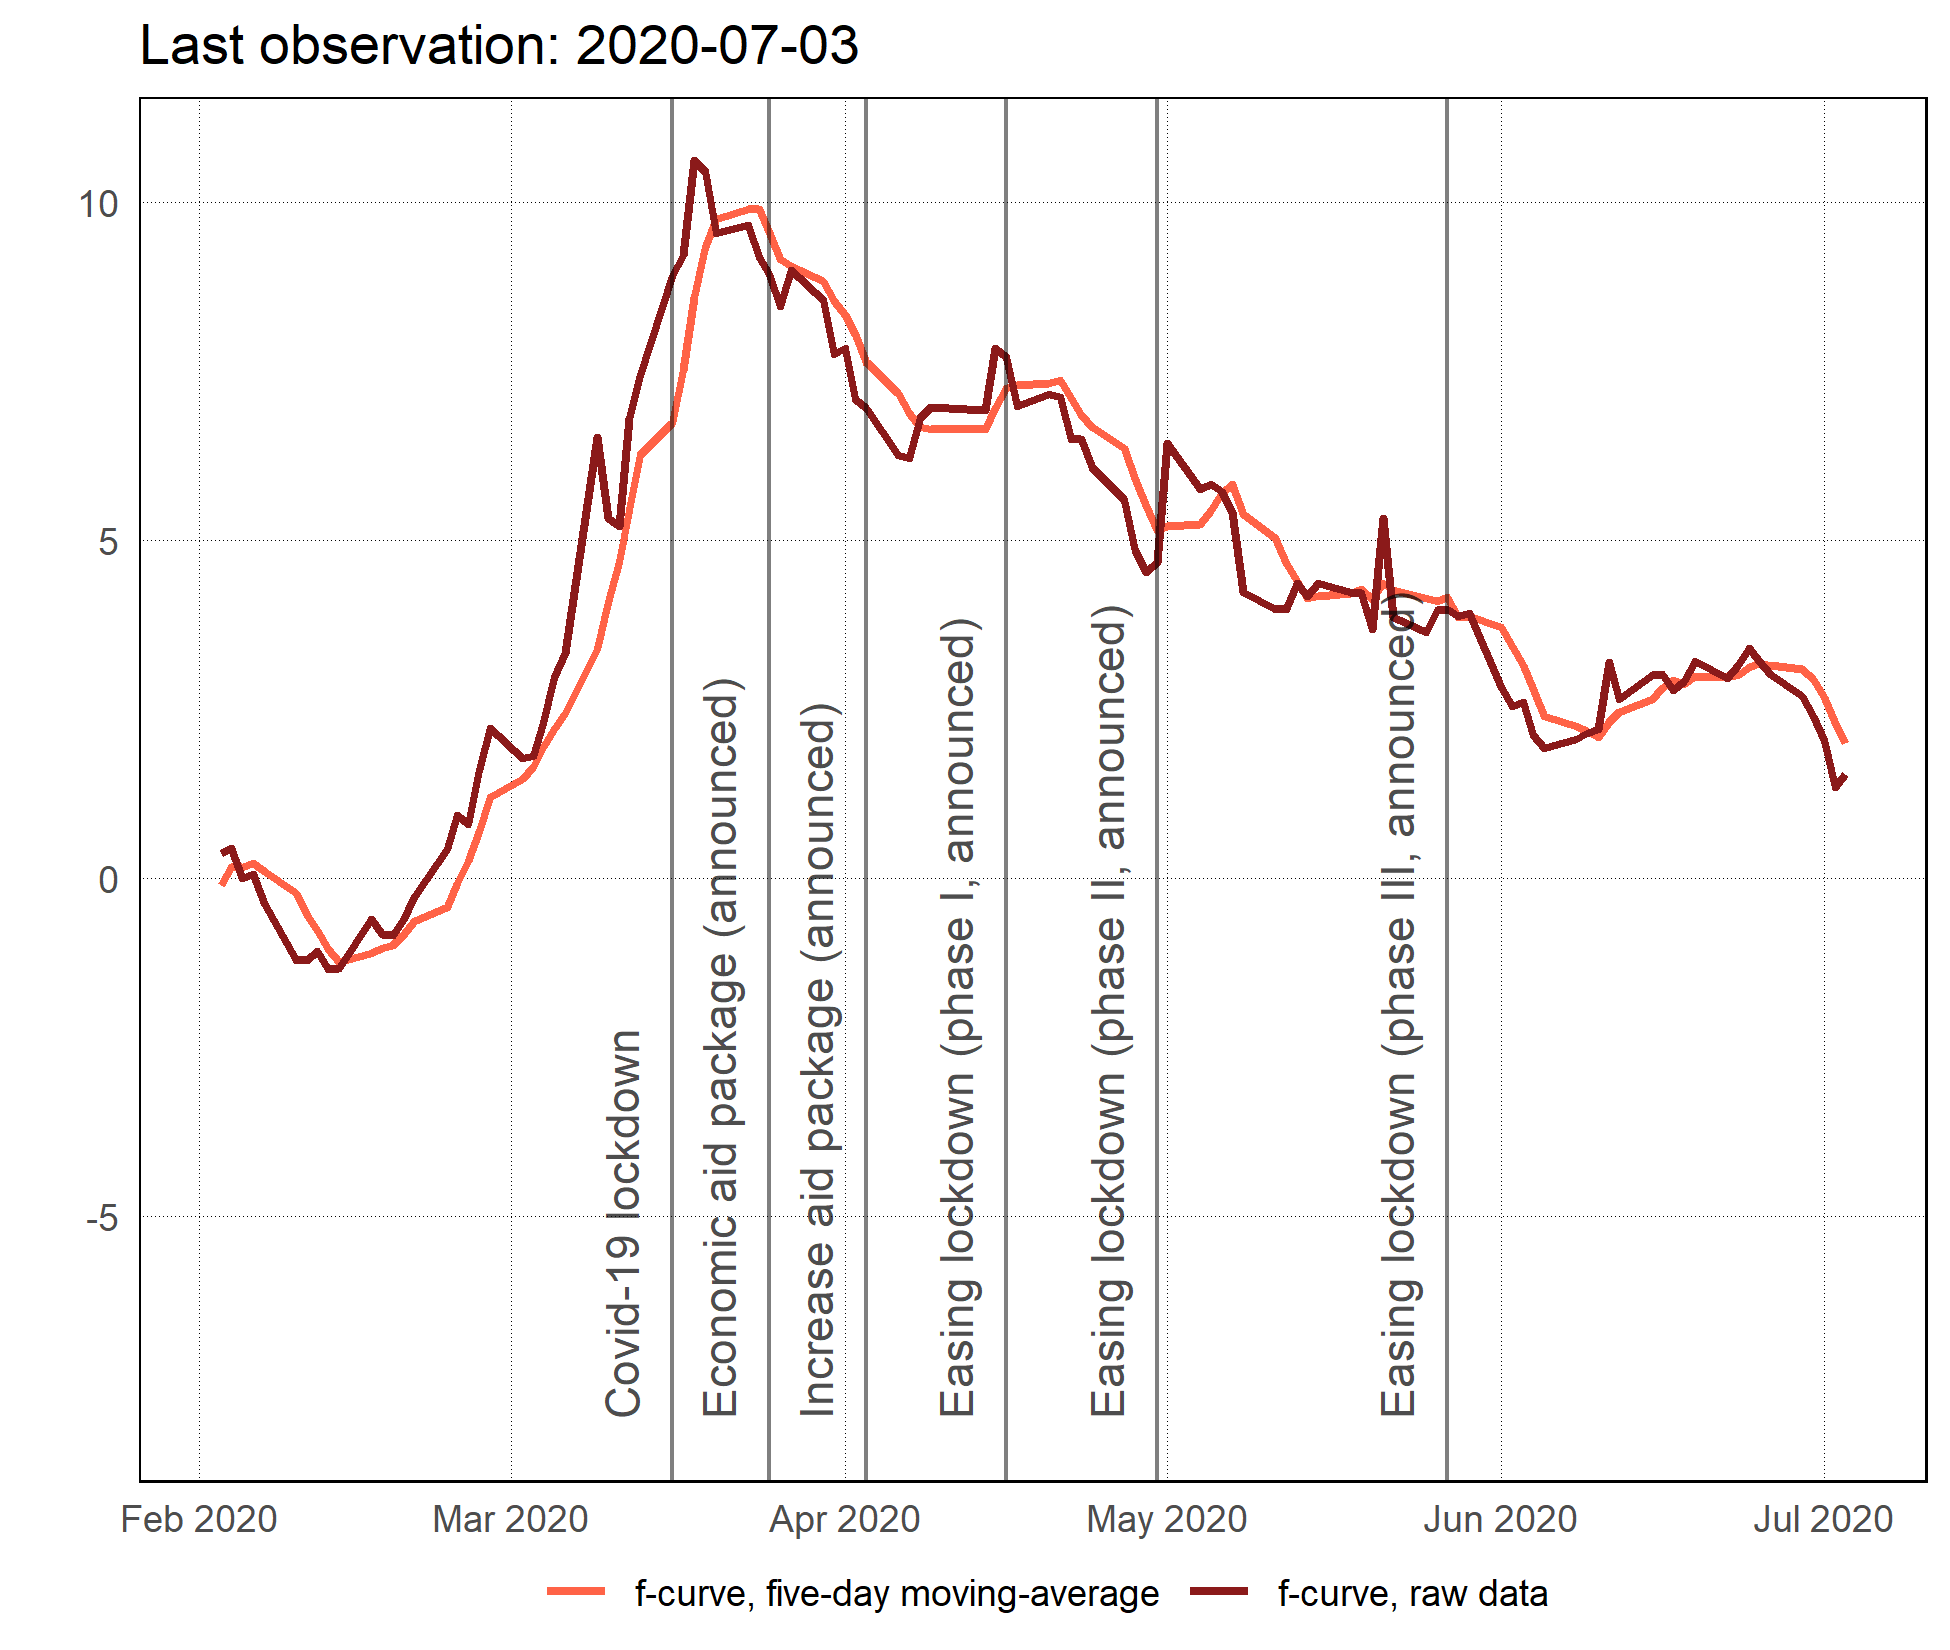 Last observation: 2020-07-03
10
5
0
-5
Covid-19 lockdown
Economic aid package (announced)
Increase aid package (announced)
Easing lockdown (phase I, announced)
Easing lockdown (phase II, announced)
Easing lockdown (phase III, announced)
Feb 2020
Mar 2020
Apr 2020
May 2020
Jun 2020
Jul 2020
f-curve, five-day moving-average
f-curve, raw data